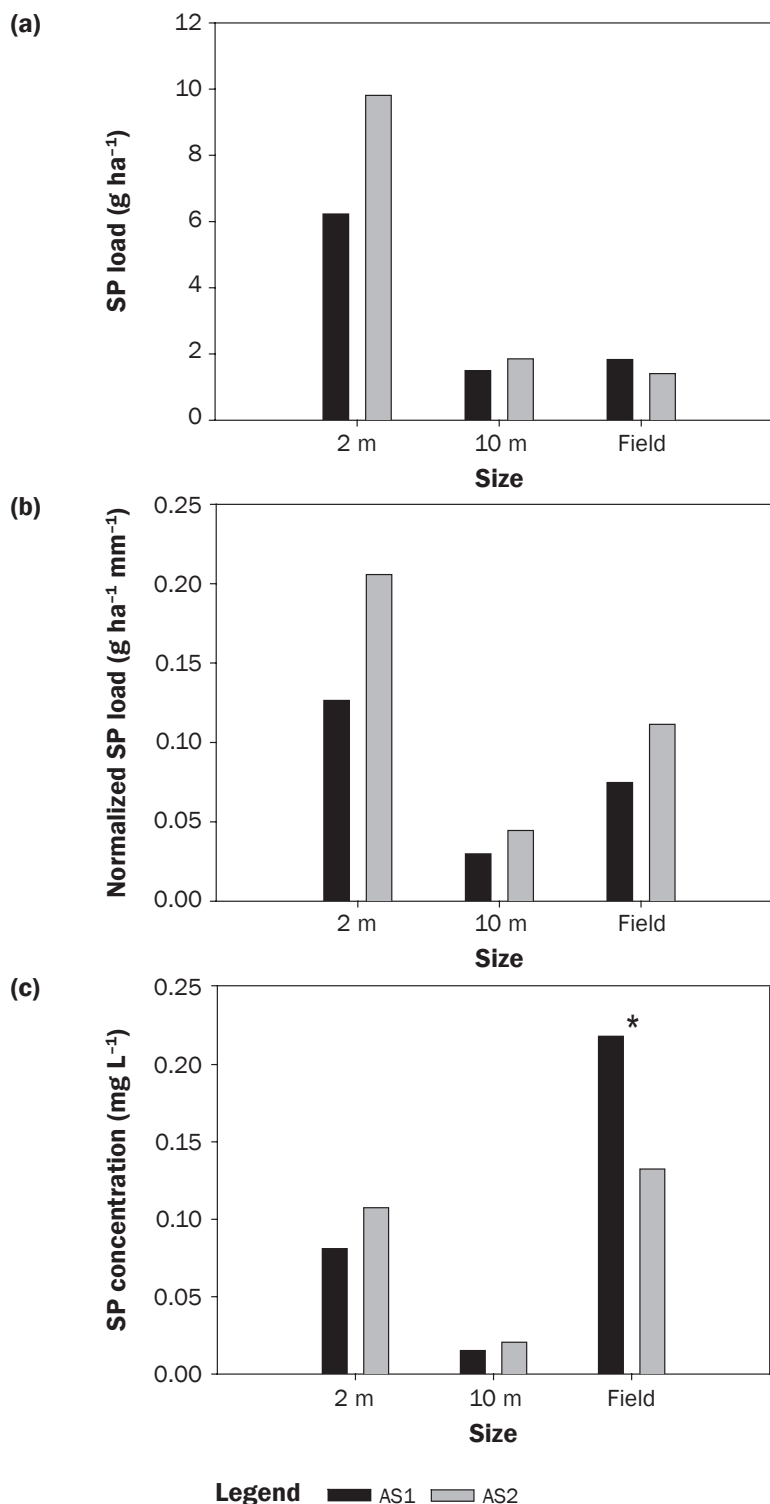 (a)
SP load (g ha⁻¹)
12
10
8
6
4
2
0
2 m 10 m Field
Size
(b)
Normalized SP load (g ha⁻¹ mm⁻¹)
0.25
0.20
0.15
0.10
0.05
0.00
2 m 10 m Field
Size
(c)
SP concentration (mg L⁻¹)
0.25
0.20
0.15
0.10
0.05
0.00
*
2 m 10 m Field
Size
Legend AS1 AS2